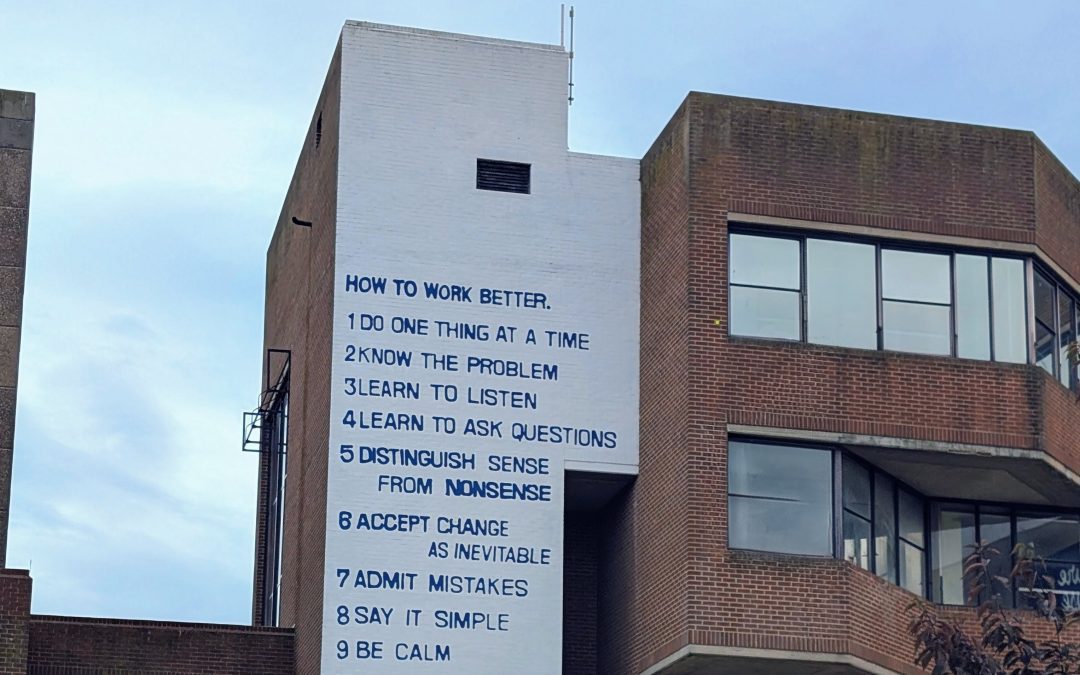 HOW TO WORK BETTER.
1 DO ONE THING AT A TIME
2 KNOW THE PROBLEM
3 LEARN TO LISTEN
4 LEARN TO ASK QUESTIONS
5 DISTINGUISH SENSE
FROM NONSENSE
6 ACCEPT CHANGE
AS INEVITABLE
7 ADMIT MISTAKES
8 SAY IT SIMPLE
9 BE CALM